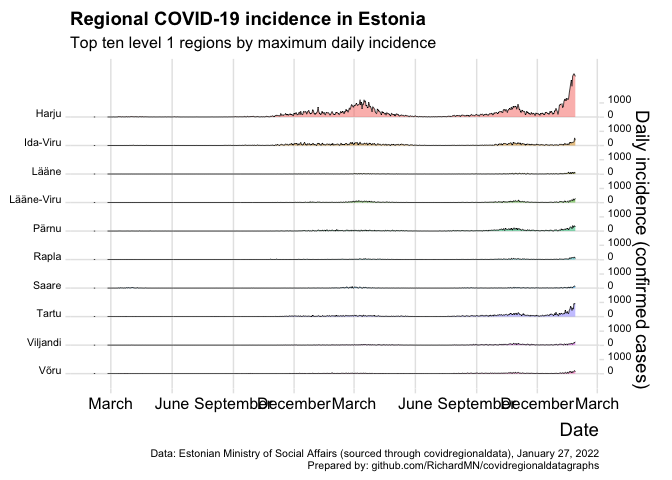 Regional COVID-19 incidence in Estonia
Top ten level 1 regions by maximum daily incidence
Harju
Ida-Viru
Lääne
Lääne-Viru
Pärnu
Rapla
Saare
Tartu
Viljandi
Võru
1000
0
1000
0
1000
0
1000
0
1000
0
1000
0
1000
0
1000
0
1000
0
1000
0
Daily incidence (confirmed cases)
March June September December March June September December March
Date
Data: Estonian Ministry of Social Affairs (sourced through covidregionaldata), January 27, 2022
Prepared by: github.com/RichardMN/covidregionaldatagraphs